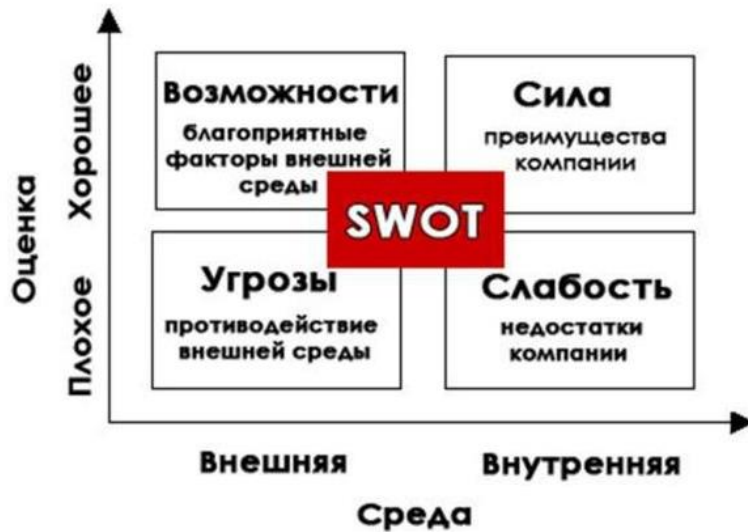 Оценка
Хорошее
Плохое
Возможности
благоприятные
факторы внешней
среды
Сила
преимущества
компании
SWOT
Угрозы
противодействие
внешней среды
Слабость
недостатки
компании
Внешняя
Внутренняя
Среда